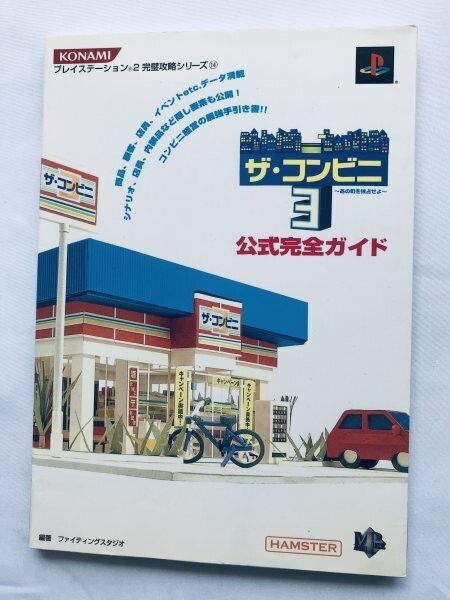 KONAMI
プレイステーション®2 完璧攻略シリーズ⑭
商品、建物、店員、イベントetc.データ満載
シナリオ、店長、内装品など隠し要素も公開!
コンビニ経営の最強手引き書!!
ザ・コンビニ
3
~あの町を独占せよ~
公式完全ガイド
ザ・コンビニ
ザ・コンビニ
キャンペーン実施中!
キャンペーン実
編著 ファイティングスタジオ
HAMSTER